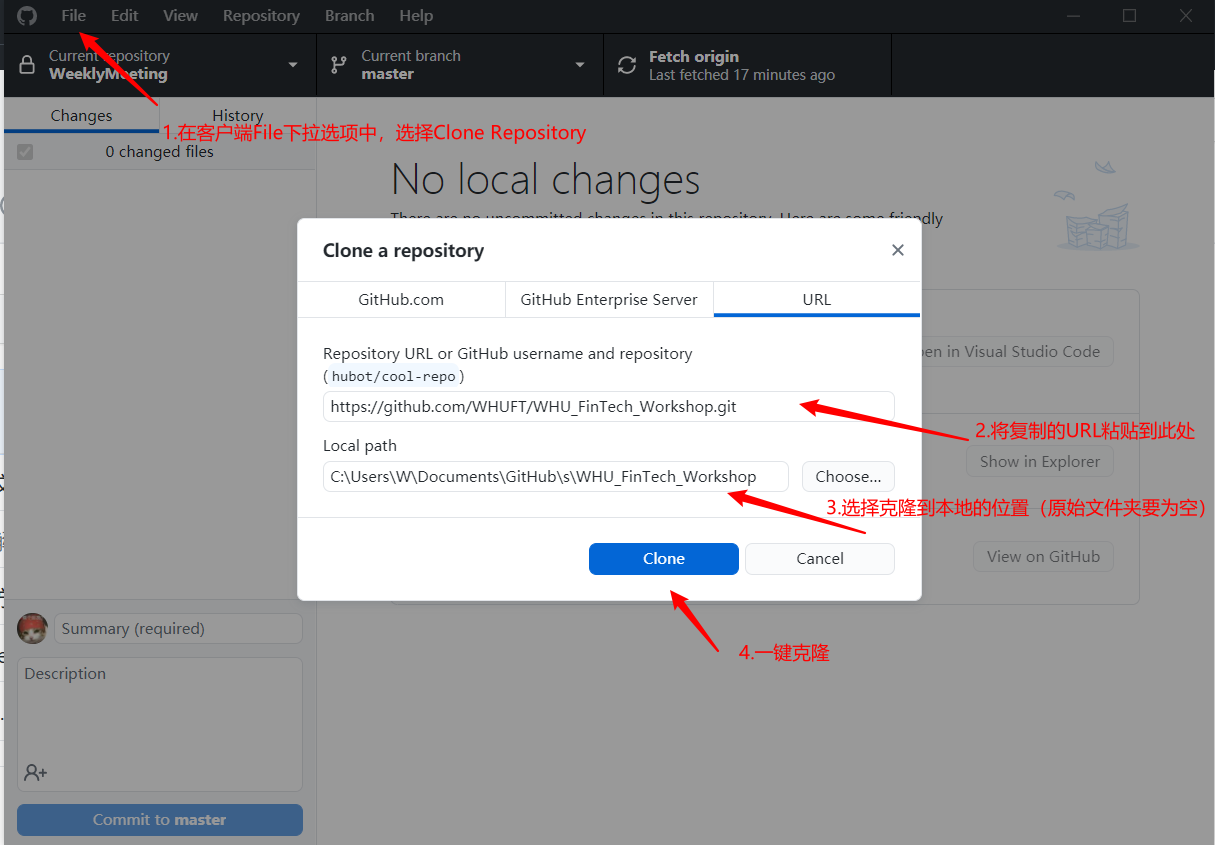 File Edit View Repository Branch Help
Current repository
WeeklyMeeting
Current branch
master
Fetch origin
Last fetched 17 minutes ago
Changes
History
1.在客户端File下拉选项中，选择Clone Repository
0 changed files
No local changes
There are no uncommitted changes in this repository. Here are some friendly
Clone a repository
GitHub.com
GitHub Enterprise Server
URL
Repository URL or GitHub username and repository
(hubot/cool-repo)
https://github.com/WHUFT/WHU_FinTech_Workshop.git
2.将复制的URL粘贴到此处
Local path
C:\Users\W\Documents\GitHub\s\WHU_FinTech_Workshop
Choose...
3.选择克隆到本地的位置（原始文件夹要为空）
Clone
Cancel
4.一键克隆
in Visual Studio Code
Show in Explorer
View on GitHub
Summary (required)
Description
Commit to master